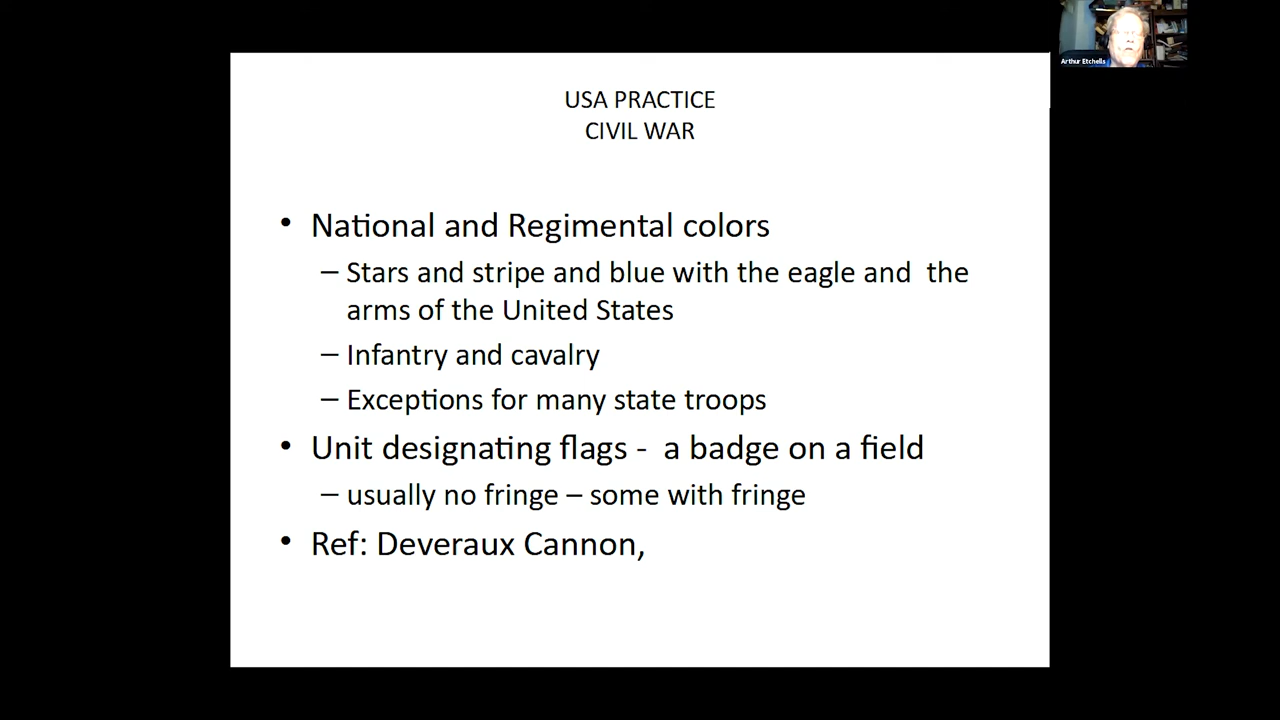 Arthur Etchells
USA PRACTICE
CIVIL WAR
• National and Regimental colors
– Stars and stripe and blue with the eagle and  the
arms of the United States
– Infantry and cavalry
– Exceptions for many state troops
• Unit designating flags -  a badge on a field
– usually no fringe – some with fringe
• Ref: Deveraux Cannon,